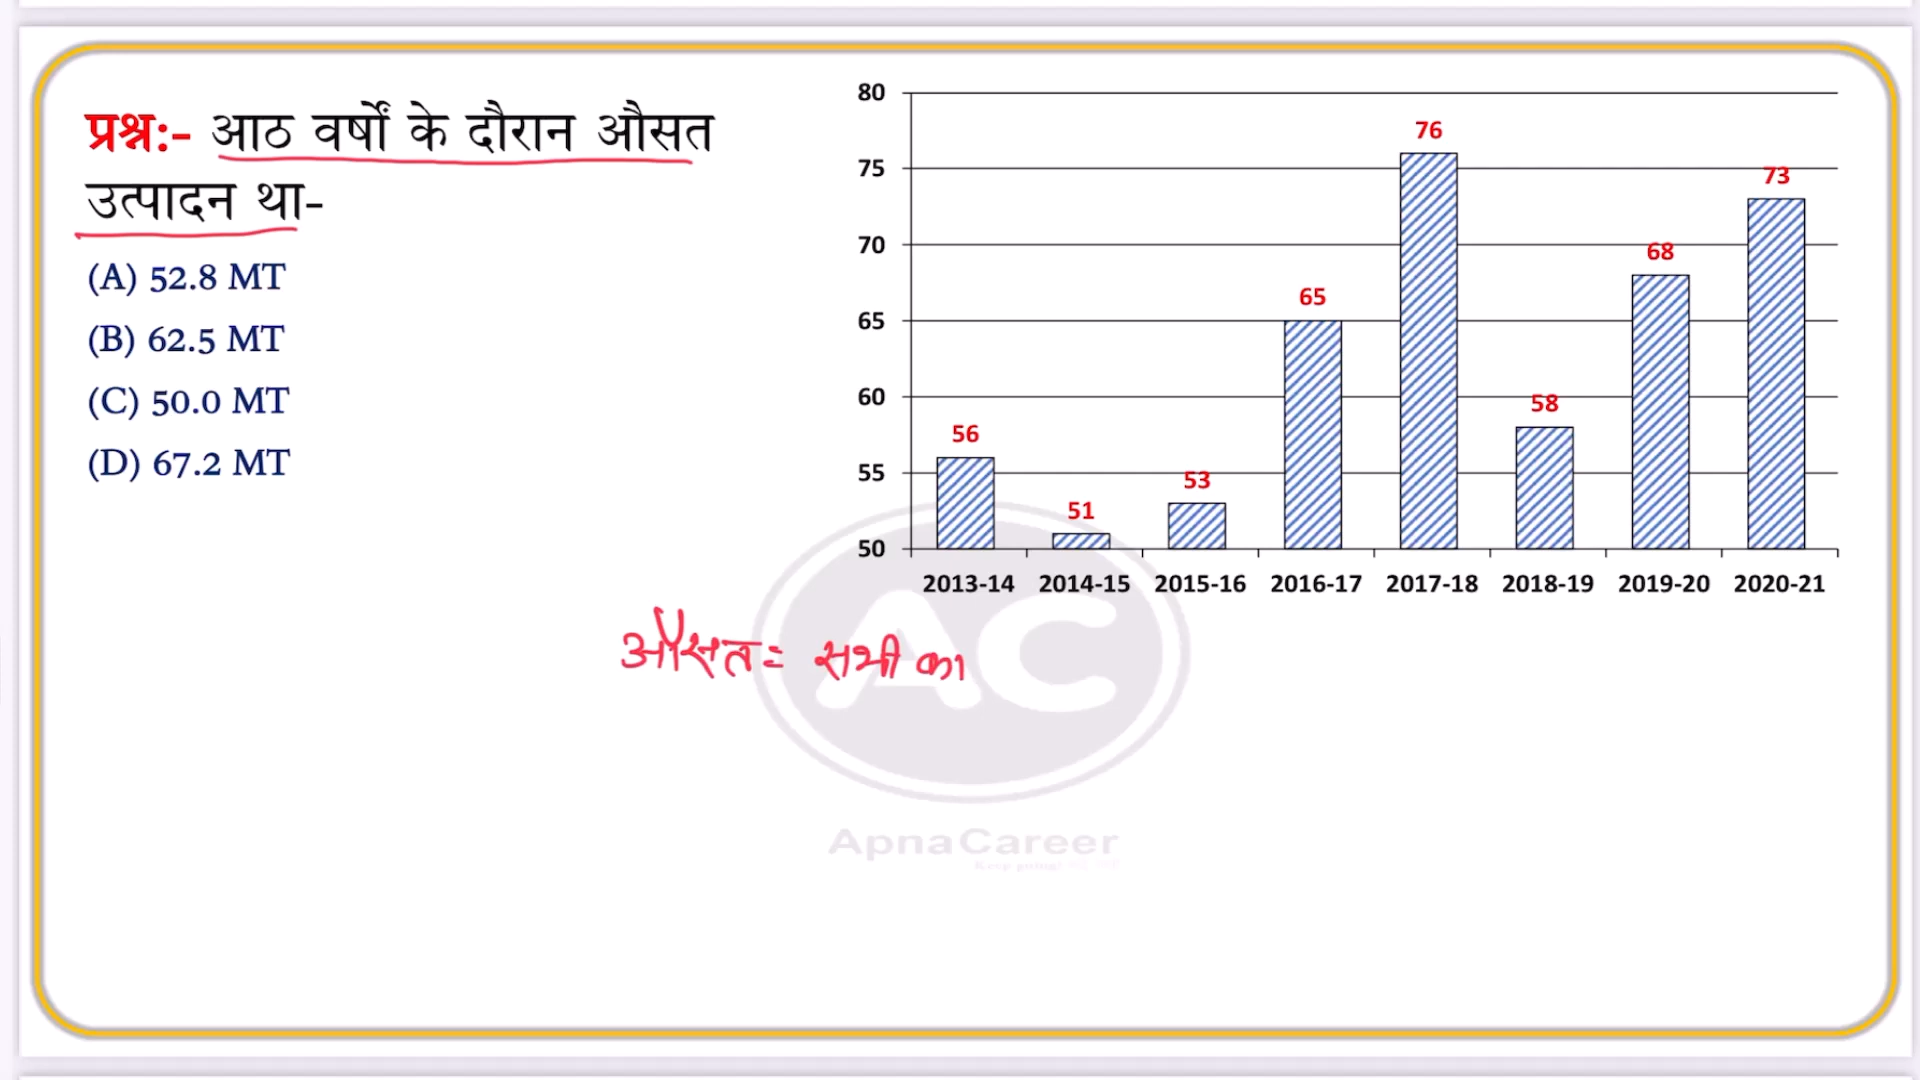 प्रश्न:- आठ वर्षों के दौरान औसत
उत्पादन था-
(A) 52.8 MT
(B) 62.5 MT
(C) 50.0 MT
(D) 67.2 MT
80
75
70
65
60
55
50
56
51
53
65
76
58
68
73
2013-14 2014-15 2015-16 2016-17 2017-18 2018-19 2019-20 2020-21
औसत = सभी का
AC
ApnaCareer
Keep going!